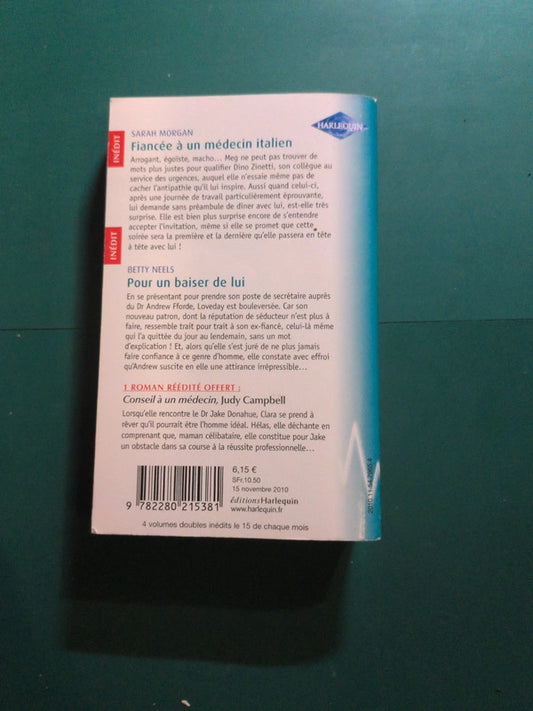 HARLEQUIN
INÉDIT
SARAH MORGAN
Fiancée à un médecin italien
Arrogant, égoïste, macho... Meg ne peut pas trouver de
mots plus justes pour qualifier Dino Zinetti, son collègue au
service des urgences, auquel elle n'essaie même pas de
cacher l'antipathie qu'il lui inspire. Aussi quand celui-ci,
après une journée de travail particulièrement éprouvante,
lui demande sans préambule de dîner avec lui, est-elle très
surprise. Elle est bien plus surprise encore de s'entendre
accepter l'invitation, même si elle se promet que cette
soirée sera la première et la dernière qu'elle passera en tête
à tête avec lui !
INÉDIT
BETTY NEELS
Pour un baiser de lui
En se présentant pour prendre son poste de secrétaire auprès
du Dr Andrew Fforde, Loveday est bouleversée. Car son
nouveau patron, dont la réputation de séducteur n'est plus à
faire, ressemble trait pour trait à son ex-fiancé, celui-là même
qui l'a quittée du jour au lendemain, sans un mot
d'explication ! Et, alors qu'elle s'est juré de ne plus jamais
faire confiance à ce genre d'homme, elle constate avec effroi
qu'Andrew suscite en elle une attirance irrépressible...
1 ROMAN RÉÉDITÉ OFFERT :
Conseil à un médecin, Judy Campbell
Lorsqu'elle rencontre le Dr Jake Donahue, Clara se prend à
rêver qu'il pourrait être l'homme idéal. Hélas, elle déchante en
comprenant que, maman célibataire, elle constitue pour Jake
un obstacle dans sa course à la réussite professionnelle...
6,15 €
SFr.10.50
15 novembre 2010
éditionsHarlequin
www.harlequin.fr
9 782280 215381
4 volumes doubles inédits le 15 de chaque mois